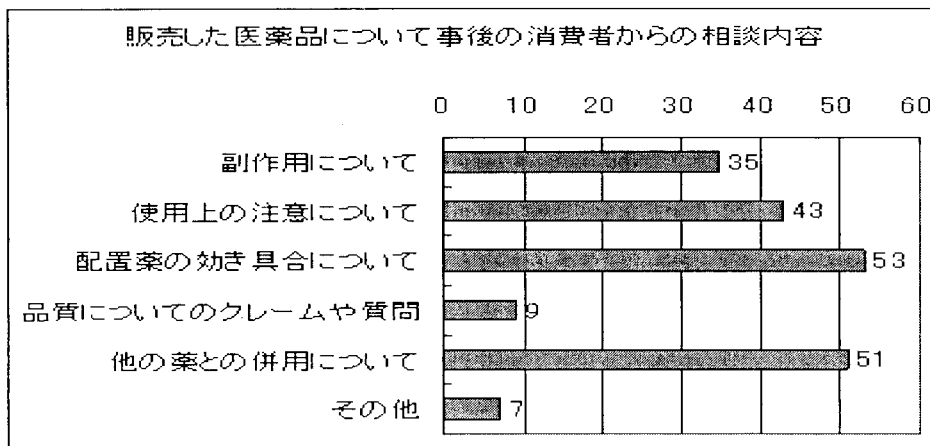 販売した医薬品について事後の消費者からの相談内容
0 10 20 30 40 50 60
副作用について 35
使用上の注意について 43
配置薬の効き具合について 53
品質についてのクレームや質問 9
他の薬との併用について 51
その他 7